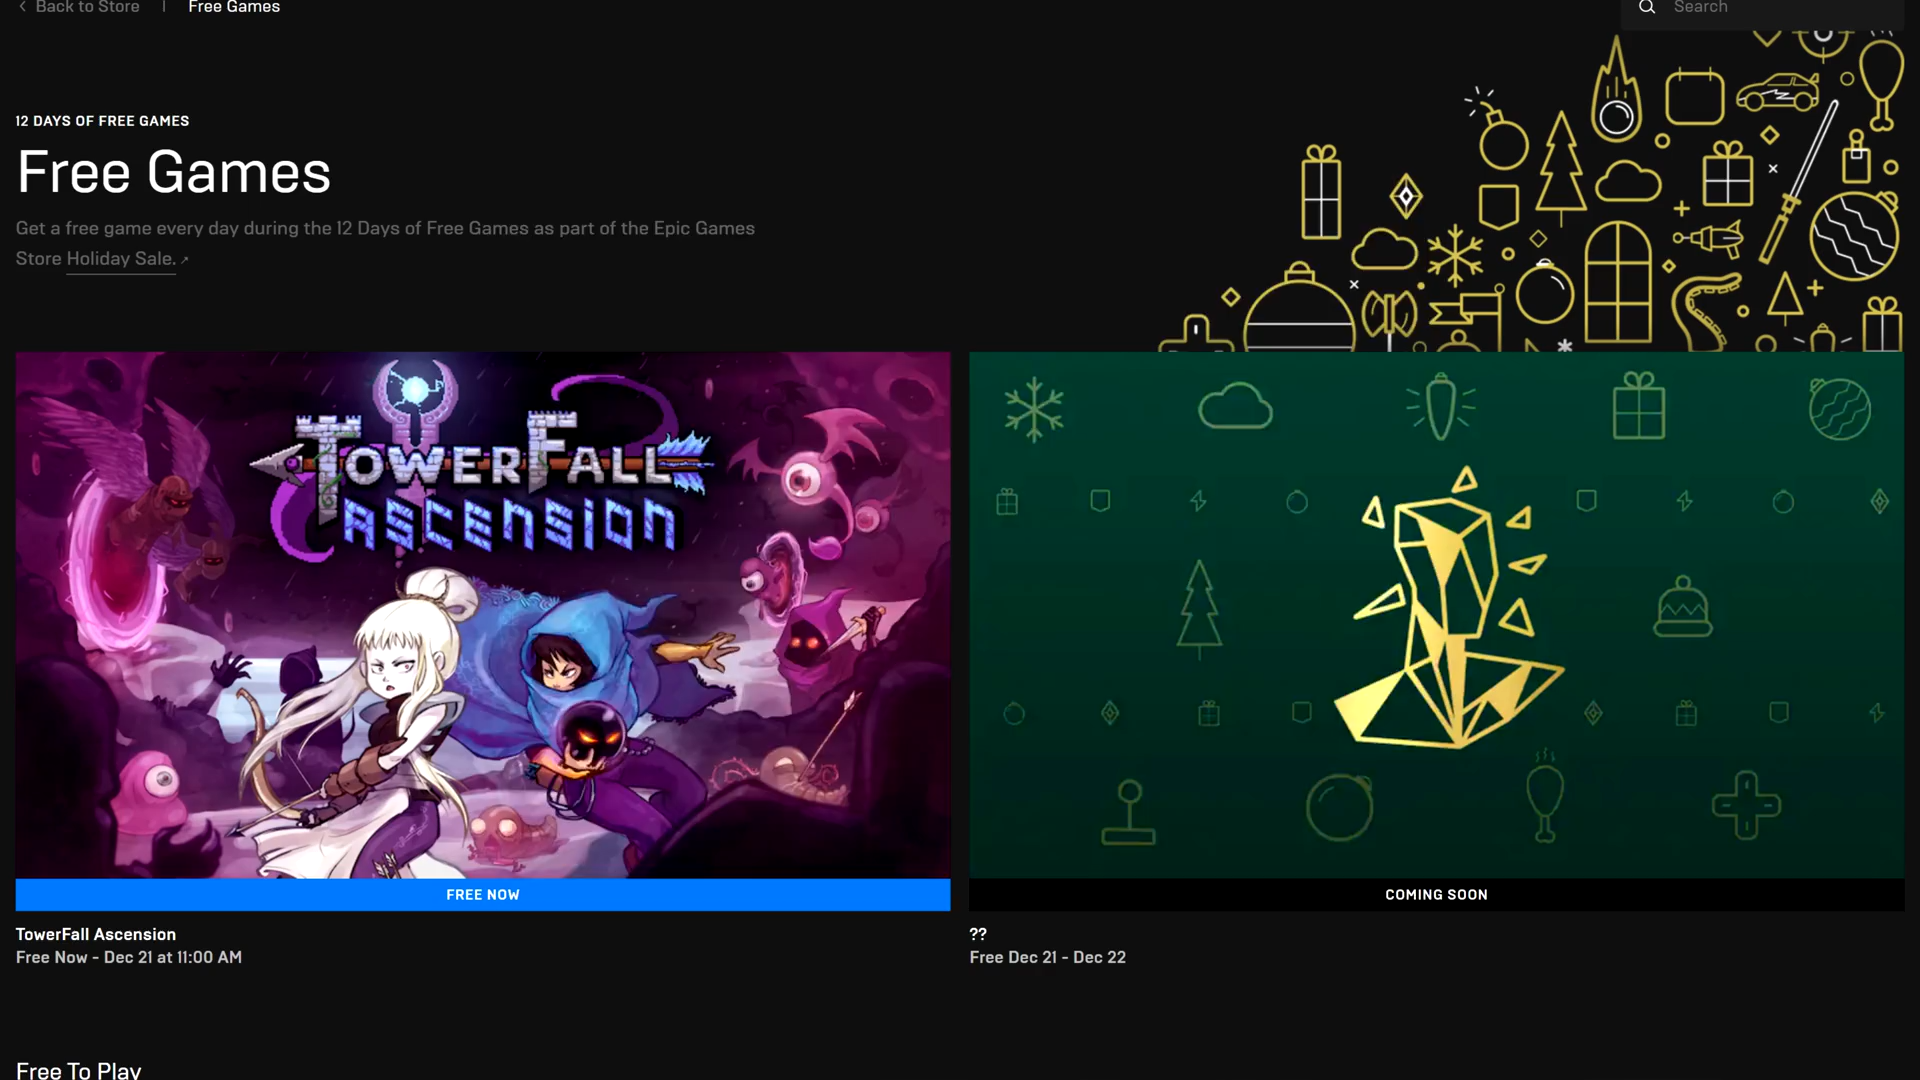 Back to Store | Free Games
Search
12 DAYS OF FREE GAMES
Free Games
Get a free game every day during the 12 Days of Free Games as part of the Epic Games
Store Holiday Sale.
TOWERFALL
ASCENSION
FREE NOW
COMING SOON
TowerFall Ascension
Free Now - Dec 21 at 11:00 AM
??
Free Dec 21 - Dec 22
Free To Play